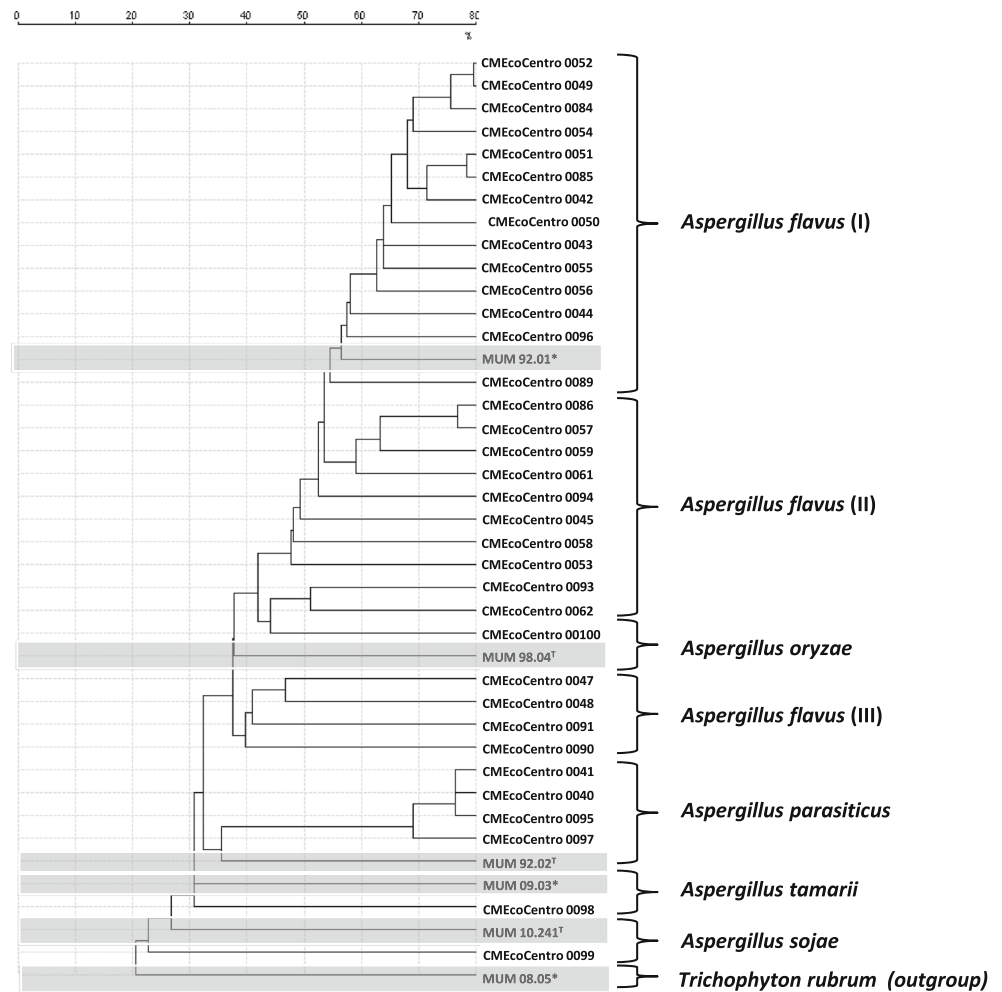 0 10 20 30 40 50 60 70 80
%
CMEcoCentro 0052
CMEcoCentro 0049
CMEcoCentro 0084
CMEcoCentro 0054
CMEcoCentro 0051
CMEcoCentro 0085
CMEcoCentro 0042
CMEcoCentro 0050
Aspergillus flavus (I)
CMEcoCentro 0043
CMEcoCentro 0055
CMEcoCentro 0056
CMEcoCentro 0044
CMEcoCentro 0096
MUM 92.01*
CMEcoCentro 0089
CMEcoCentro 0086
CMEcoCentro 0057
CMEcoCentro 0059
CMEcoCentro 0061
CMEcoCentro 0094
Aspergillus flavus (II)
CMEcoCentro 0045
CMEcoCentro 0058
CMEcoCentro 0053
CMEcoCentro 0093
CMEcoCentro 0062
CMEcoCentro 00100
Aspergillus oryzae
MUM 98.04ᵀ
CMEcoCentro 0047
CMEcoCentro 0048
Aspergillus flavus (III)
CMEcoCentro 0091
CMEcoCentro 0090
CMEcoCentro 0041
CMEcoCentro 0040
Aspergillus parasiticus
CMEcoCentro 0095
CMEcoCentro 0097
MUM 92.02ᵀ
MUM 09.03*
Aspergillus tamarii
CMEcoCentro 0098
MUM 10.241ᵀ
Aspergillus sojae
CMEcoCentro 0099
MUM 08.05*
Trichophyton rubrum (outgroup)